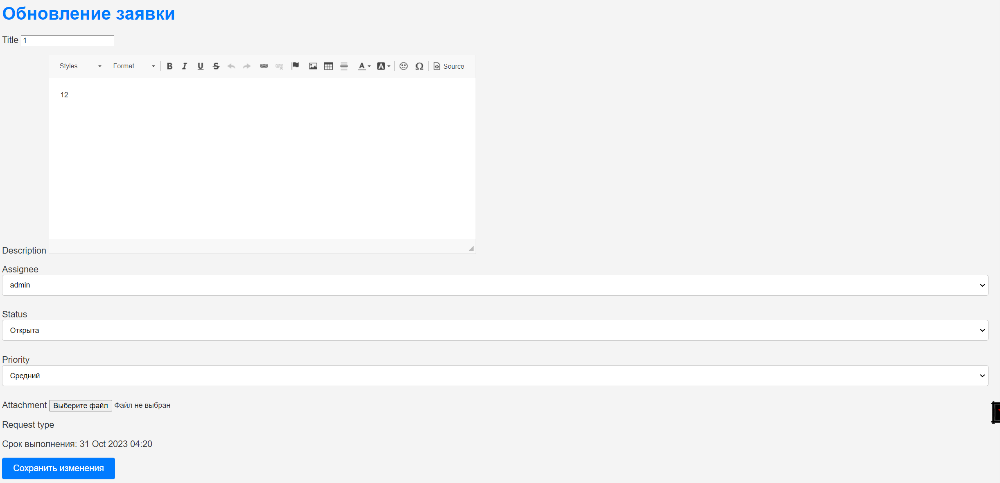 Обновление заявки
Title 1
Styles Format B I U S A A Ω Source
12
Description
Assignee
admin
Status
Открыта
Priority
Средний
Attachment Выберите файл Файл не выбран
Request type
Срок выполнения: 31 Oct 2023 04:20
Сохранить изменения